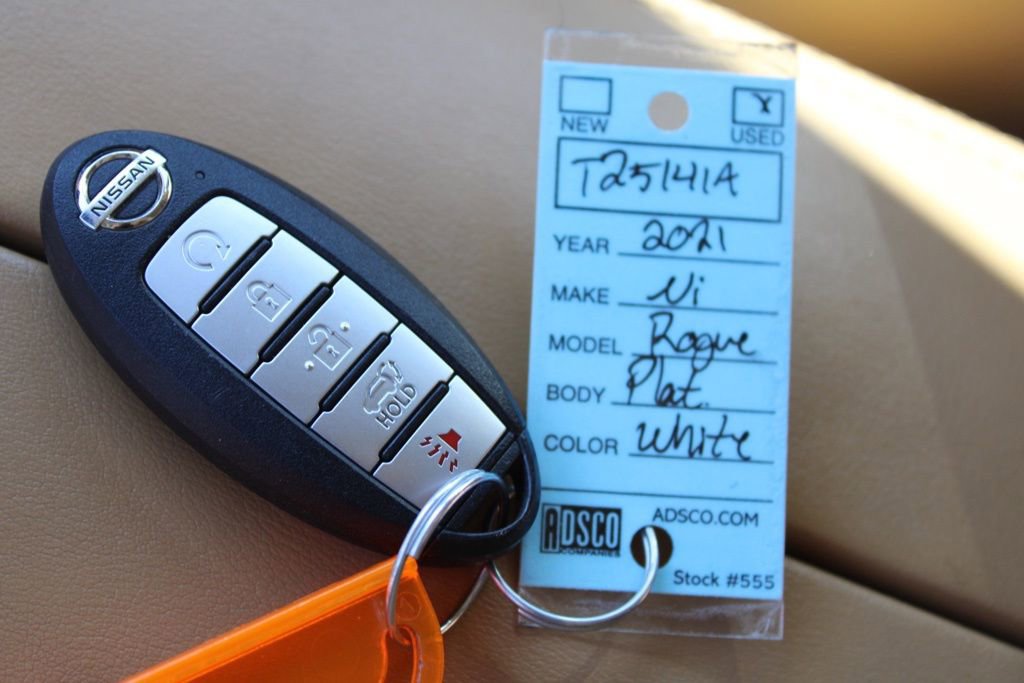 NISSAN
HOLD
NEW
USED
T25141A
YEAR 2021
MAKE Ni
MODEL Rogue
BODY Plat.
COLOR White
ADSCO
COMPANIES
ADSCO.COM
Stock #555